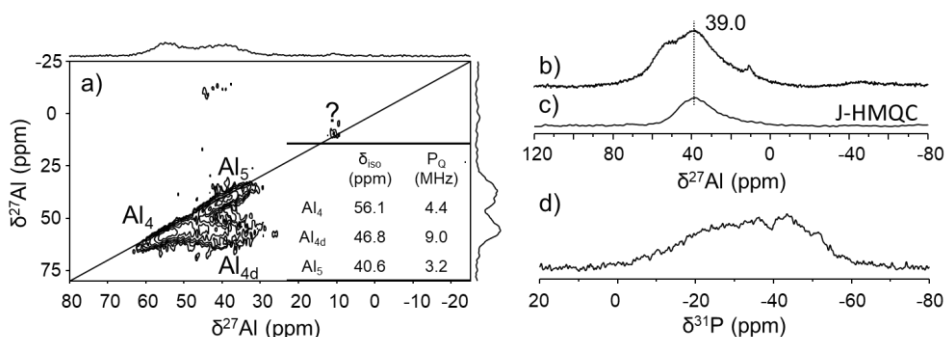 a)
-25
0
25
50
75
δ²⁷Al (ppm)
80 70 60 50 40 30 20 10 0 -10 -20
δ²⁷Al (ppm)
?
Al₅
Al₄
Al₄d
δiso (ppm) P_Q (MHz)
Al₄ 56.1 4.4
Al₄d 46.8 9.0
Al₅ 40.6 3.2
39.0
b)
c)
J-HMQC
120 80 40 0 -40 -80
δ²⁷Al (ppm)
d)
20 0 -20 -40 -60 -80
δ³¹P (ppm)